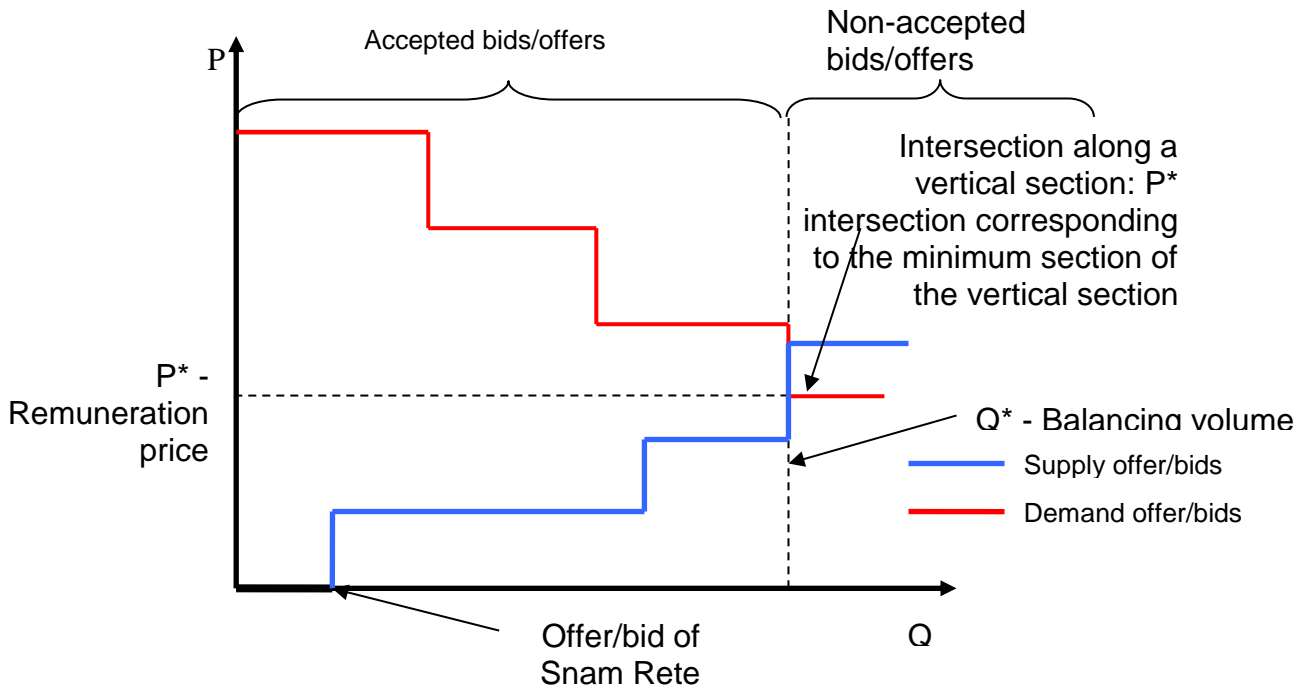 Accepted bids/offers
Non-accepted
bids/offers
P
Intersection along a
vertical section: P*
intersection corresponding
to the minimum section of
the vertical section
P* -
Remuneration
price
Q* - Balancing volume
Supply offer/bids
Demand offer/bids
Offer/bid of
Snam Rete
Q